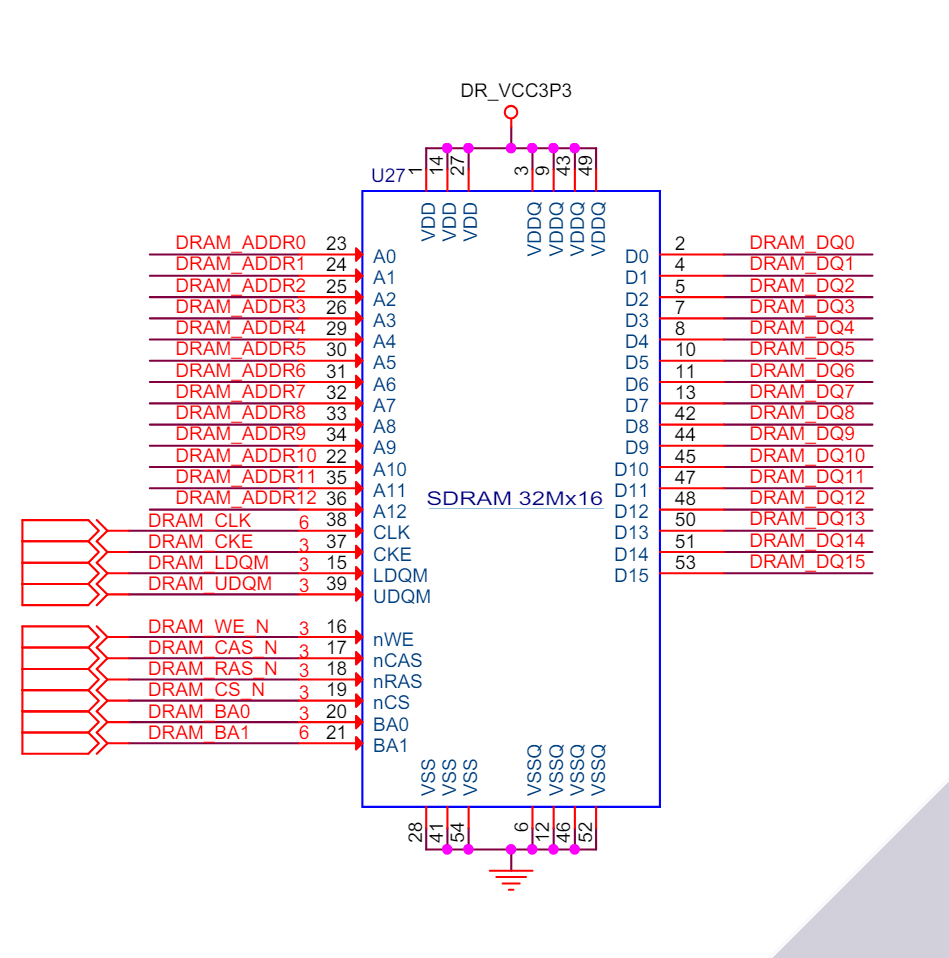 DR_VCC3P3
U27
1 14 27 3 9 43 49
VDD VDD VDD VDDQ VDDQ VDDQ VDDQ
DRAM_ADDR0 23 A0 D0 2 DRAM_DQ0
DRAM_ADDR1 24 A1 D1 4 DRAM_DQ1
DRAM_ADDR2 25 A2 D2 5 DRAM_DQ2
DRAM_ADDR3 26 A3 D3 7 DRAM_DQ3
DRAM_ADDR4 29 A4 D4 8 DRAM_DQ4
DRAM_ADDR5 30 A5 D5 10 DRAM_DQ5
DRAM_ADDR6 31 A6 D6 11 DRAM_DQ6
DRAM_ADDR7 32 A7 D7 13 DRAM_DQ7
DRAM_ADDR8 33 A8 D8 42 DRAM_DQ8
DRAM_ADDR9 34 A9 D9 44 DRAM_DQ9
DRAM_ADDR10 22 A10 D10 45 DRAM_DQ10
DRAM_ADDR11 35 A11 D11 47 DRAM_DQ11
SDRAM 32Mx16
DRAM_ADDR12 36 A12 D12 48 DRAM_DQ12
DRAM_CLK 6 38 CLK D13 50 DRAM_DQ13
DRAM_CKE 3 37 CKE D14 51 DRAM_DQ14
DRAM_LDQM 3 15 LDQM D15 53 DRAM_DQ15
DRAM_UDQM 3 39 UDQM
DRAM_WE_N 3 16 nWE
DRAM_CAS_N 3 17 nCAS
DRAM_RAS_N 3 18 nRAS
DRAM_CS_N 3 19 nCS
DRAM_BA0 3 20 BA0
DRAM_BA1 6 21 BA1
VSS VSS VSS VSSQ VSSQ VSSQ VSSQ
28 41 54 6 12 46 52